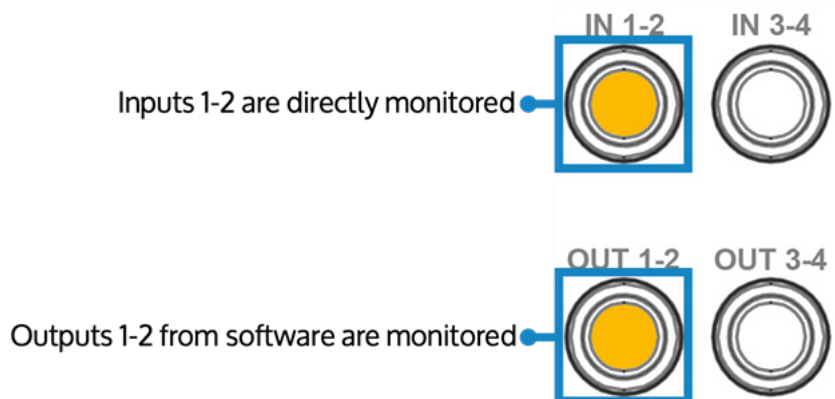 IN 1-2 IN 3-4
Inputs 1-2 are directly monitored
OUT 1-2 OUT 3-4
Outputs 1-2 from software are monitored